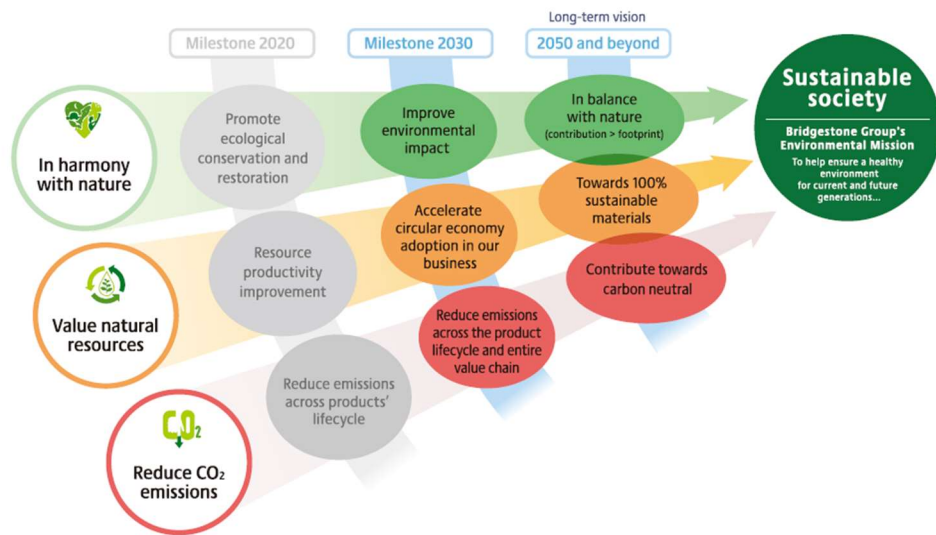 Long-term vision
Milestone 2020
Milestone 2030
2050 and beyond
In harmony
with nature
Promote
ecological
conservation and
restoration
Improve
environmental
impact
In balance
with nature
(contribution > footprint)
Sustainable
society
Bridgestone Group's
Environmental Mission
To help ensure a healthy
environment
for current and future
generations...
Value natural
resources
Resource
productivity
improvement
Accelerate
circular economy
adoption in our
business
Towards 100%
sustainable
materials
CO2
Reduce CO₂
emissions
Reduce emissions
across products'
lifecycle
Reduce emissions
across the product
lifecycle and entire
value chain
Contribute towards
carbon neutral